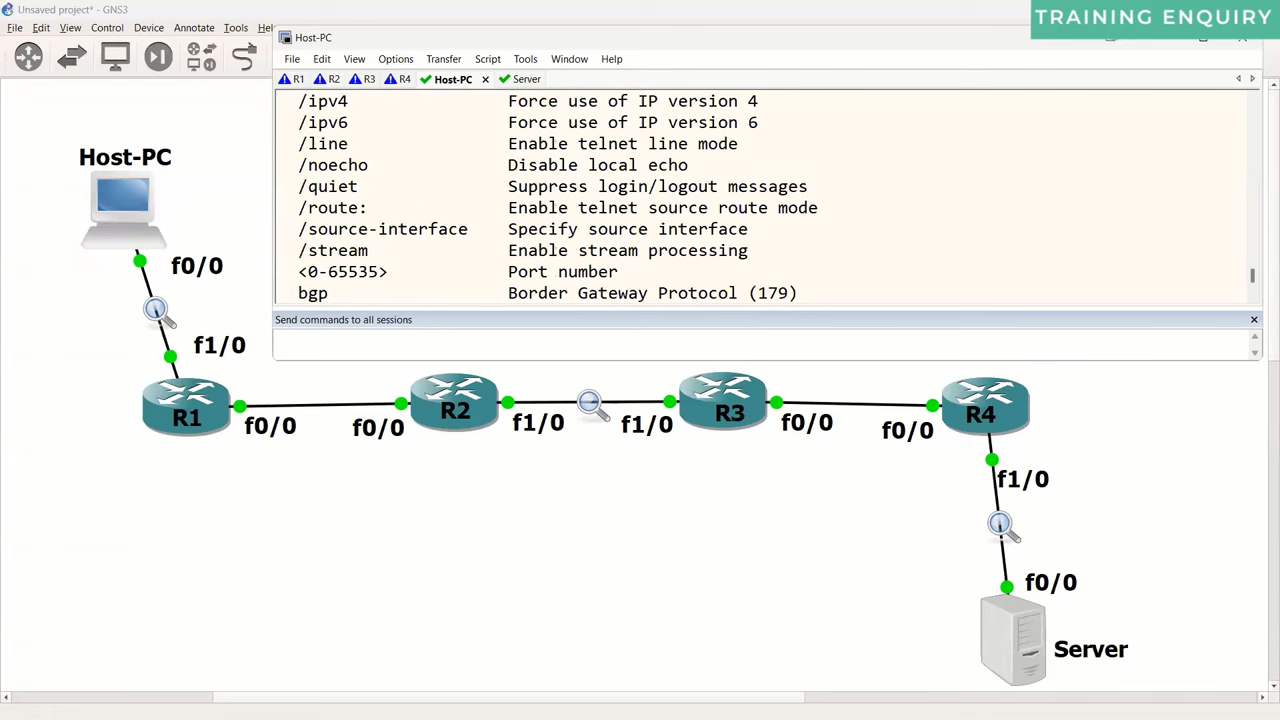 Unsaved project* - GNS3
TRAINING ENQUIRY
File Edit View Control Device Annotate Tools
Host-PC
File Edit View Options Transfer Script Tools Window Help
R1 R2 R3 R4 Host-PC × Server
/ipv4 Force use of IP version 4
/ipv6 Force use of IP version 6
/line Enable telnet line mode
/noecho Disable local echo
/quiet Suppress login/logout messages
/route: Enable telnet source route mode
/source-interface Specify source interface
/stream Enable stream processing
<0-65535> Port number
bgp Border Gateway Protocol (179)
Send commands to all sessions ×
Host-PC
f0/0
f1/0
R1
f0/0
f0/0
R2
f1/0
f1/0
R3
f0/0
f0/0
R4
f1/0
f0/0
Server